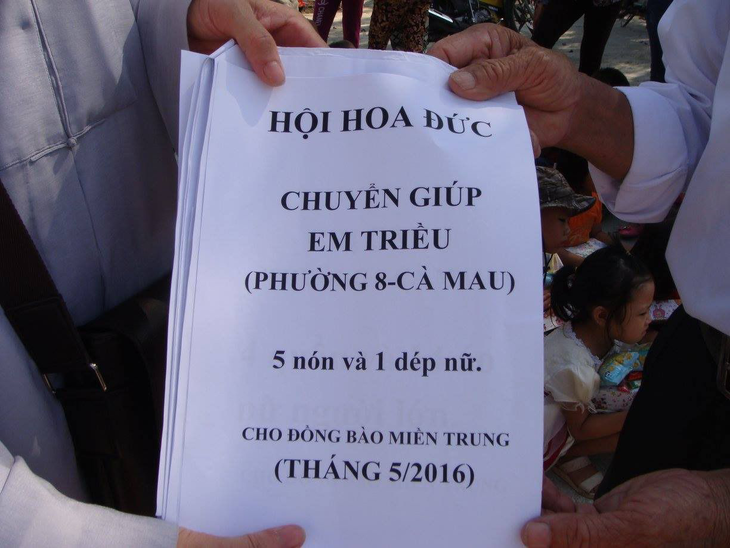 HỘI HOA ĐỨC
CHUYỂN GIÚP
EM TRIỀU
(PHƯỜNG 8-CÀ MAU)
5 nón và 1 dép nữ.
CHO ĐỒNG BÀO MIỀN TRUNG
(THÁNG 5/2016)